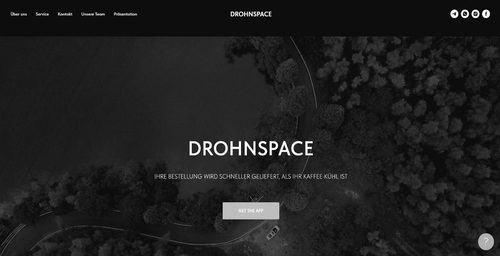 Über uns Service Kontakt Unsere Team Präsentation DROHNSPACE
DROHNSPACE
IHRE BESTELLUNG WIRD SCHNELLER GELIEFERT, ALS IHR KAFFEE KÜHL IST
GET THE APP
?